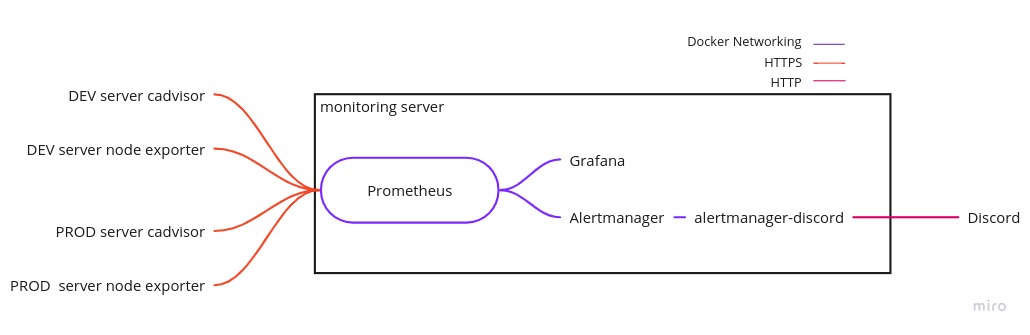 Docker Networking
HTTPS
HTTP
DEV server cadvisor
monitoring server
DEV server node exporter
Grafana
Prometheus
Alertmanager
alertmanager-discord
Discord
PROD server cadvisor
PROD  server node exporter
miro